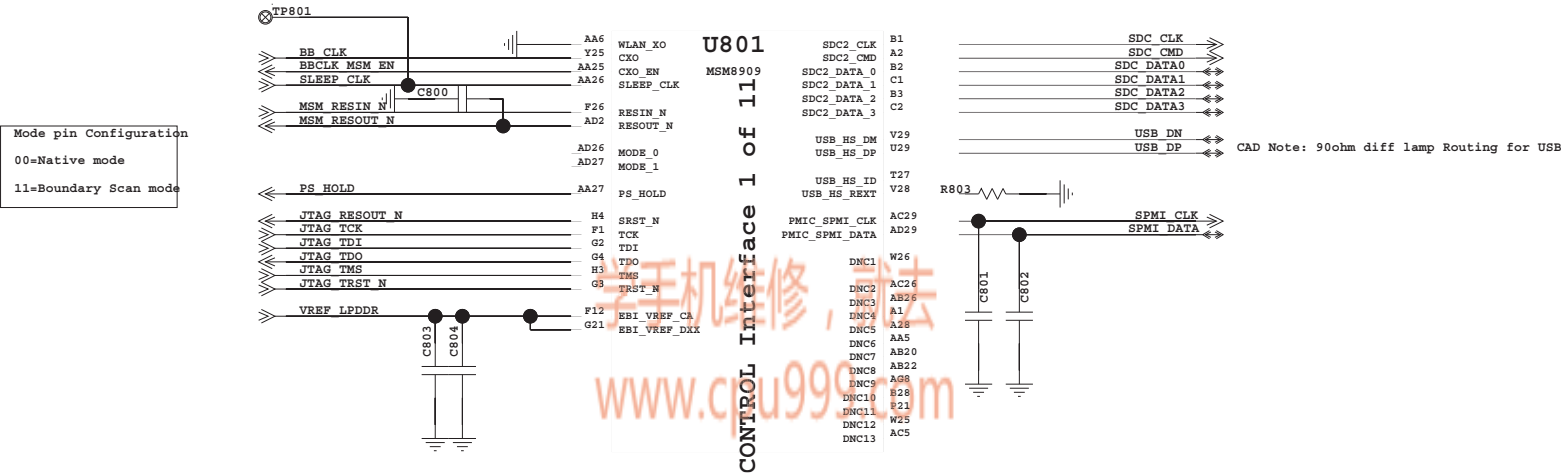 TP801
AA6 WLAN_XO
BB_CLK Y25 CXO
BBCLK_MSM_EN AA25 CXO_EN
SLEEP_CLK AA26 SLEEP_CLK
C800
MSM_RESIN_N F26 RESIN_N
MSM_RESOUT_N AD2 RESOUT_N
AD26 MODE_0
AD27 MODE_1
PS_HOLD AA27 PS_HOLD
JTAG_RESOUT_N H4 SRST_N
JTAG_TCK F1 TCK
JTAG_TDI G2 TDI
JTAG_TDO G4 TDO
JTAG_TMS H3 TMS
JTAG_TRST_N G3 TRST_N
VREF_LPDDR F12 EBI_VREF_CA
G21 EBI_VREF_DXX
C803
C804
Mode pin Configuration
00=Native mode
11=Boundary Scan mode
U801
MSM8909
CONTROL Interface 1 of 11
SDC2_CLK B1 SDC_CLK
SDC2_CMD A2 SDC_CMD
SDC2_DATA_0 B2 SDC_DATA0
SDC2_DATA_1 C1 SDC_DATA1
SDC2_DATA_2 B3 SDC_DATA2
SDC2_DATA_3 C2 SDC_DATA3
USB_HS_DM V29 USB_DN
USB_HS_DP U29 USB_DP
CAD Note: 90ohm diff lamp Routing for USB
USB_HS_ID T27
USB_HS_REXT V28 R803
PMIC_SPMI_CLK AC29 SPMI_CLK
PMIC_SPMI_DATA AD29 SPMI_DATA
DNC1 W26
DNC2 AC26
DNC3 AB26
DNC4 A1
DNC5 A28
DNC6 AA5
DNC7 AB20
DNC8 AB22
DNC9 AG8
DNC10 B28
DNC11 P21
DNC12 W25
DNC13 AC5
C801
C802
学手机维修，就去
www.cpu999.com